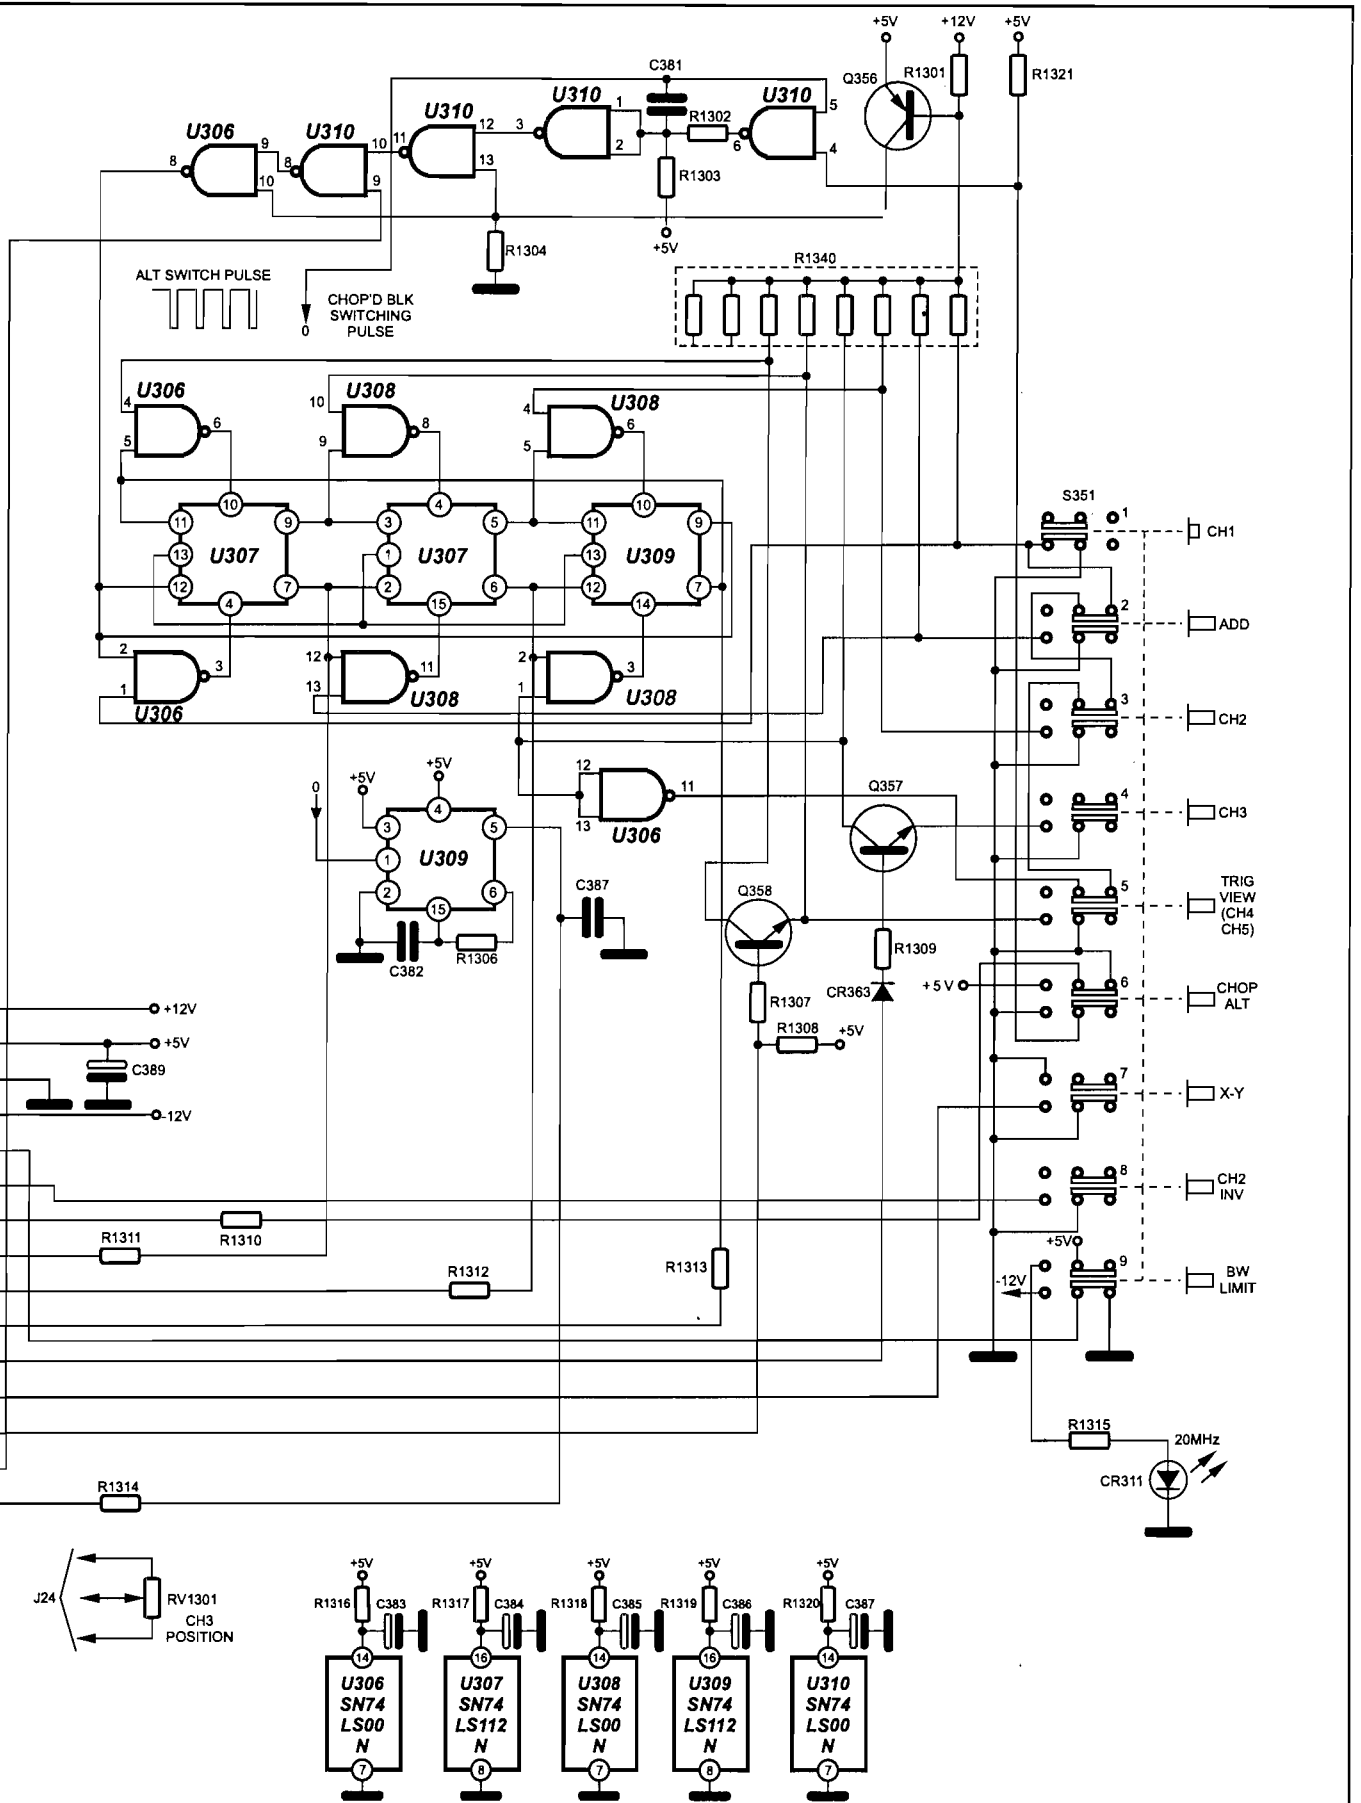 +5V +12V +5V
C381 Q356 R1301 R1321
U306 U310 U310 U310 R1302 U310
8 9 10 8 10 9 11 12 13 3 1 2 6 5 4
R1303
+5V
R1304
R1340
ALT SWITCH PULSE
CHOP'D BLK
SWITCHING
PULSE
0
U306 U308 U308
4 5 6 10 9 8 4 5 6
10 4 10
11 9 3 5 11 9
13 U307 1 U307 13 U309
12 7 2 6 12 7
4 15 14
2 1 3 12 13 11 2 1 3
U306 U308 U308
S351
1 CH1
2 ADD
3 CH2
4 CH3
5 TRIG
VIEW
(CH4
CH5)
+5V 6 CHOP
ALT
7 X-Y
8 CH2
INV
+5V
-12V 9 BW
LIMIT
0 +5V +5V
4
3 5
1 U309
2 6
15
C382 R1306
C387
12 13 11
U306
Q357
Q358
R1309
CR363
R1307
R1308 +5V
+12V
+5V
C389
-12V
R1310
R1311
R1312
R1313
R1314
R1315
20MHz
CR311
J24 RV1301
CH3
POSITION
+5V +5V +5V +5V +5V
R1316 C383 R1317 C384 R1318 C385 R1319 C386 R1320 C387
14 16 14 16 14
U306 U307 U308 U309 U310
SN74 SN74 SN74 SN74 SN74
LS00 LS112 LS00 LS112 LS00
N N N N N
7 8 7 8 7